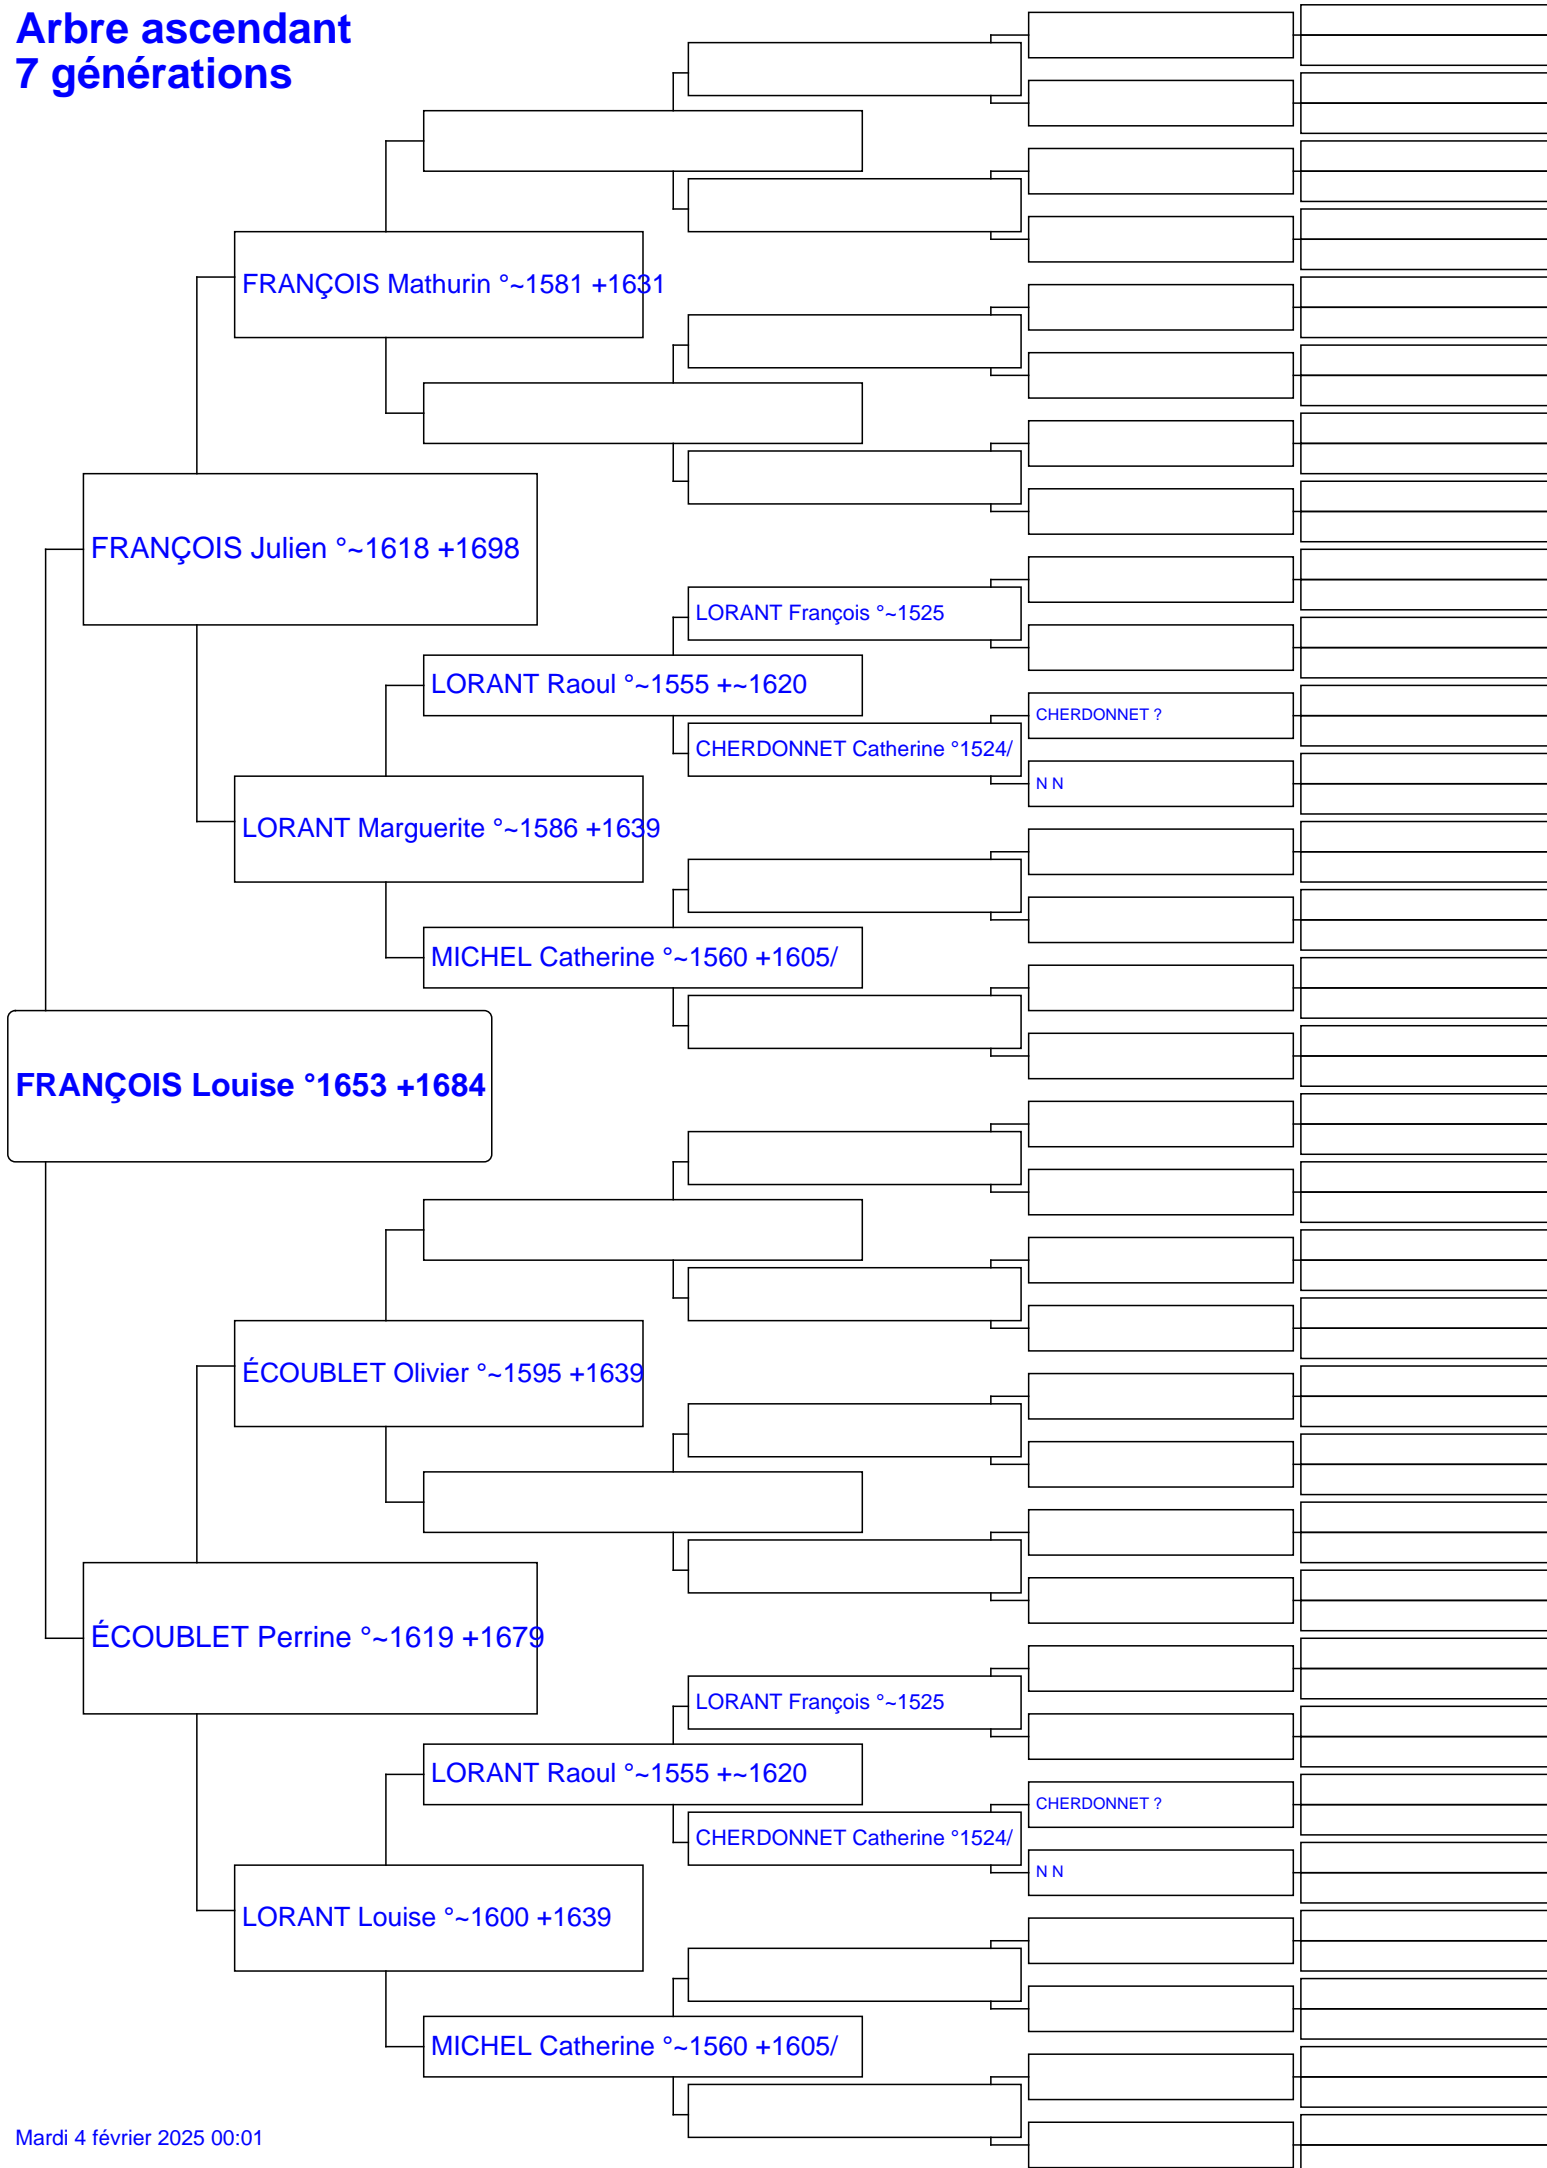 Arbre ascendant
7 générations
FRANÇOIS Mathurin °~1581 +1631
FRANÇOIS Julien °~1618 +1698
LORANT François °~1525
LORANT Raoul °~1555 +~1620
CHERDONNET ?
CHERDONNET Catherine °1524/
N N
LORANT Marguerite °~1586 +1639
MICHEL Catherine °~1560 +1605/
FRANÇOIS Louise °1653 +1684
ÉCOUBLET Olivier °~1595 +1639
ÉCOUBLET Perrine °~1619 +1679
LORANT François °~1525
LORANT Raoul °~1555 +~1620
CHERDONNET ?
CHERDONNET Catherine °1524/
N N
LORANT Louise °~1600 +1639
MICHEL Catherine °~1560 +1605/
Mardi 4 février 2025 00:01